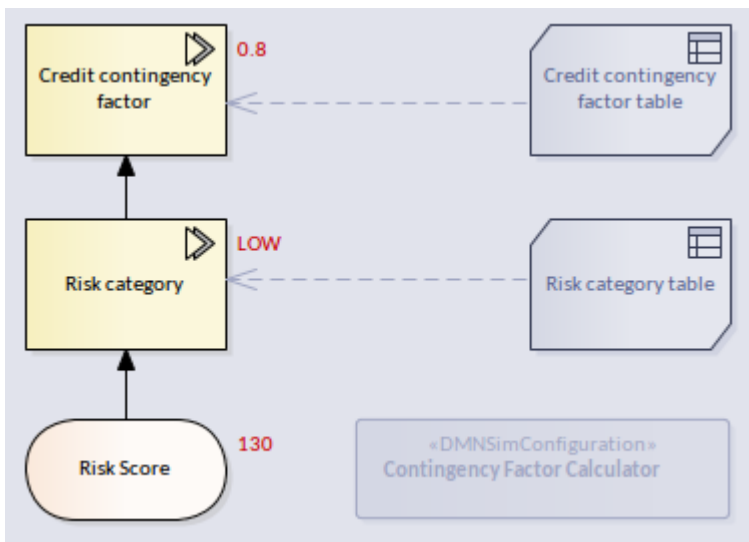 Credit contingency
factor
0.8
Credit contingency
factor table
Risk category
LOW
Risk category table
Risk Score
130
«DMNSimConfiguration»
Contingency Factor Calculator